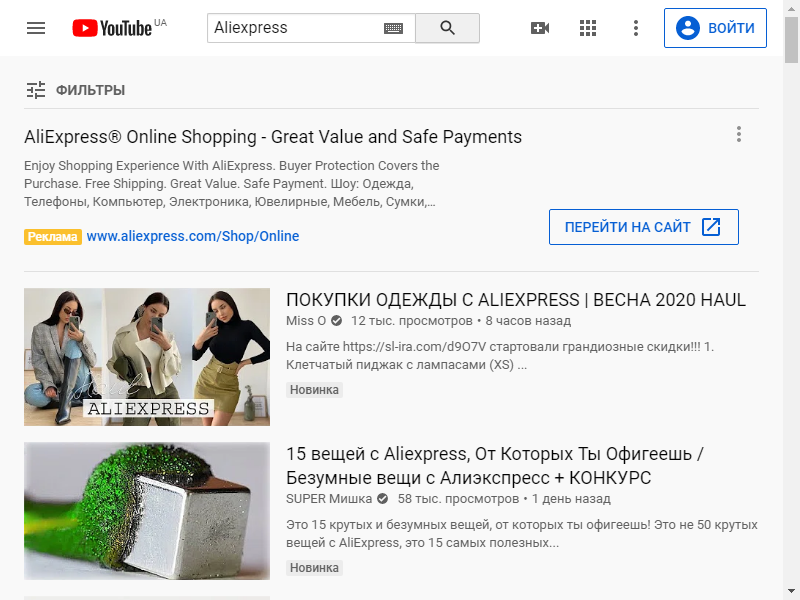 YouTube UA
Aliexpress
ВОЙТИ
ФИЛЬТРЫ
AliExpress® Online Shopping - Great Value and Safe Payments
Enjoy Shopping Experience With AliExpress. Buyer Protection Covers the
Purchase. Free Shipping. Great Value. Safe Payment. Шоу: Одежда,
Телефоны, Компьютер, Электроника, Ювелирные, Мебель, Сумки,...
Реклама www.aliexpress.com/Shop/Online
ПЕРЕЙТИ НА САЙТ
ПОКУПКИ ОДЕЖДЫ С ALIEXPRESS | ВЕСНА 2020 HAUL
Miss O 12 тыс. просмотров • 8 часов назад
На сайте https://sl-ira.com/d9O7V стартовали грандиозные скидки!!! 1.
Клетчатый пиджак с лампасами (XS) ...
Новинка
Haul
ALIEXPRESS
15 вещей с Aliexpress, От Которых Ты Офигеешь /
Безумные вещи с Алиэкспресс + КОНКУРС
SUPER Мишка 58 тыс. просмотров • 1 день назад
Это 15 крутых и безумных вещей, от которых ты офигеешь! Это не 50 крутых
вещей с AliExpress, это 15 самых полезных...
Новинка